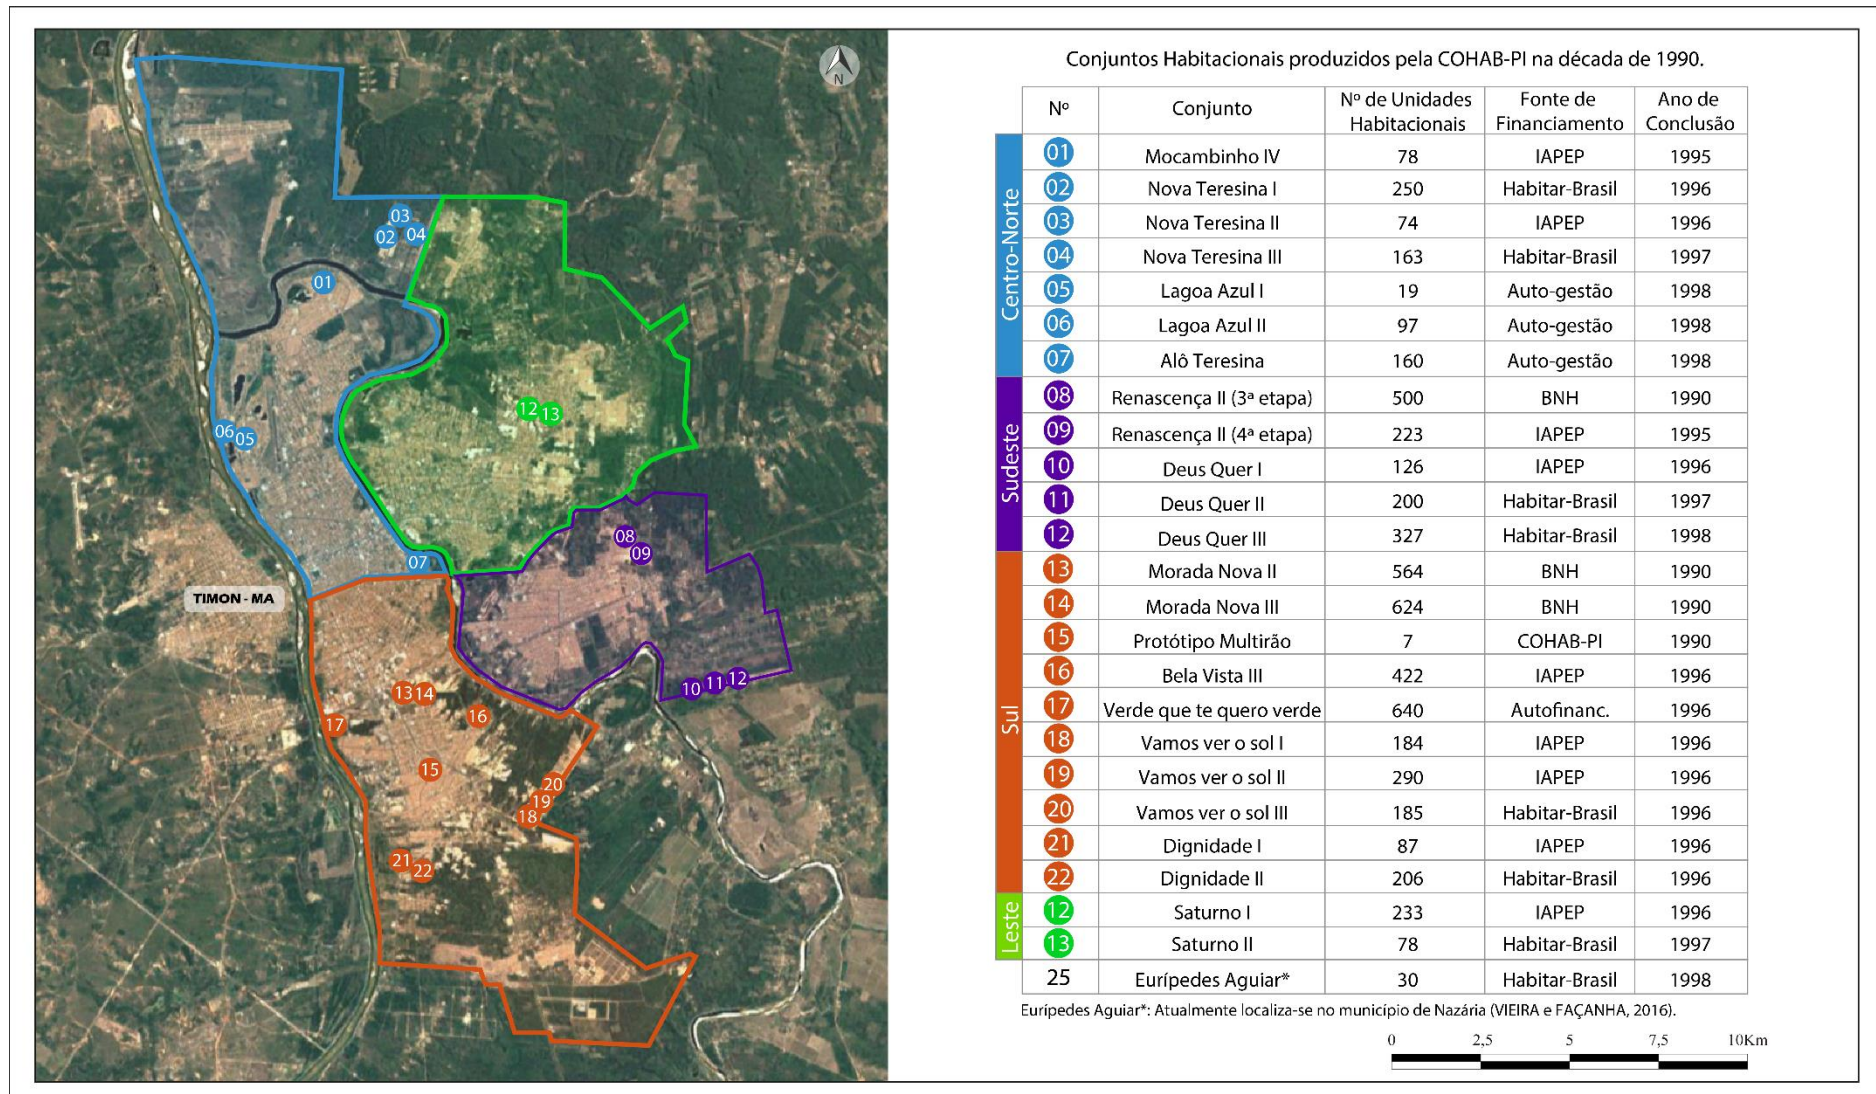 N
03
02 04
01
12 13
06 05
08
09
07
TIMON - MA
10 11 12
13 14
16
17
15
20
19
18
21
22
Conjuntos Habitacionais produzidos pela COHAB-PI na década de 1990.
Nº Conjunto Nº de Unidades Habitacionais Fonte de Financiamento Ano de Conclusão
Centro-Norte
01 Mocambinho IV 78 IAPEP 1995
02 Nova Teresina I 250 Habitar-Brasil 1996
03 Nova Teresina II 74 IAPEP 1996
04 Nova Teresina III 163 Habitar-Brasil 1997
05 Lagoa Azul I 19 Auto-gestão 1998
06 Lagoa Azul II 97 Auto-gestão 1998
07 Alô Teresina 160 Auto-gestão 1998
Sudeste
08 Renascença II (3ª etapa) 500 BNH 1990
09 Renascença II (4ª etapa) 223 IAPEP 1995
10 Deus Quer I 126 IAPEP 1996
11 Deus Quer II 200 Habitar-Brasil 1997
12 Deus Quer III 327 Habitar-Brasil 1998
Sul
13 Morada Nova II 564 BNH 1990
14 Morada Nova III 624 BNH 1990
15 Protótipo Multirão 7 COHAB-PI 1990
16 Bela Vista III 422 IAPEP 1996
17 Verde que te quero verde 640 Autofinanc. 1996
18 Vamos ver o sol I 184 IAPEP 1996
19 Vamos ver o sol II 290 IAPEP 1996
20 Vamos ver o sol III 185 Habitar-Brasil 1996
21 Dignidade I 87 IAPEP 1996
22 Dignidade II 206 Habitar-Brasil 1996
Leste
12 Saturno I 233 IAPEP 1996
13 Saturno II 78 Habitar-Brasil 1997
25 Eurípedes Aguiar* 30 Habitar-Brasil 1998
Eurípedes Aguiar*: Atualmente localiza-se no município de Nazária (VIEIRA e FAÇANHA, 2016).
0 2,5 5 7,5 10Km